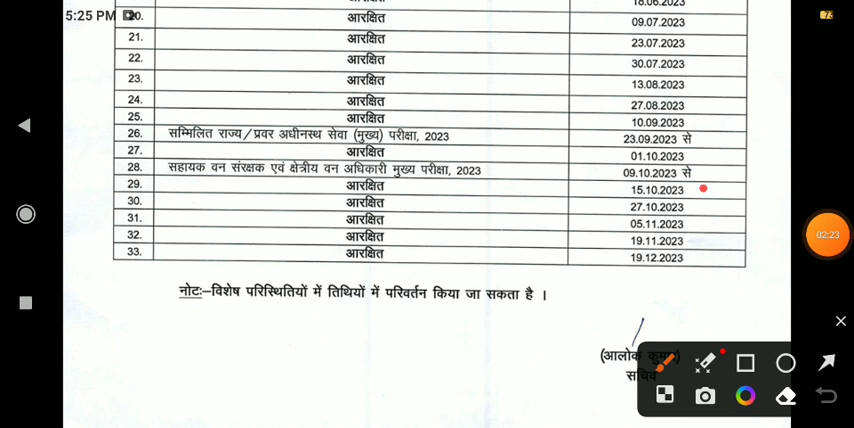 5:25 PM
18.06.2023
20. आरक्षित 09.07.2023
21. आरक्षित 23.07.2023
22. आरक्षित 30.07.2023
23. आरक्षित 13.08.2023
24. आरक्षित 27.08.2023
25. आरक्षित 10.09.2023
26. सम्मिलित राज्य/प्रवर अधीनस्थ सेवा (मुख्य) परीक्षा, 2023 23.09.2023 से
27. आरक्षित 01.10.2023
28. सहायक वन संरक्षक एवं क्षेत्रीय वन अधिकारी मुख्य परीक्षा, 2023 09.10.2023 से
29. आरक्षित 15.10.2023
30. आरक्षित 27.10.2023
31. आरक्षित 05.11.2023
32. आरक्षित 19.11.2023
33. आरक्षित 19.12.2023
02:23
नोटः–विशेष परिस्थितियों में तिथियों में परिवर्तन किया जा सकता है ।
(आलोक कुमार)
सचिव